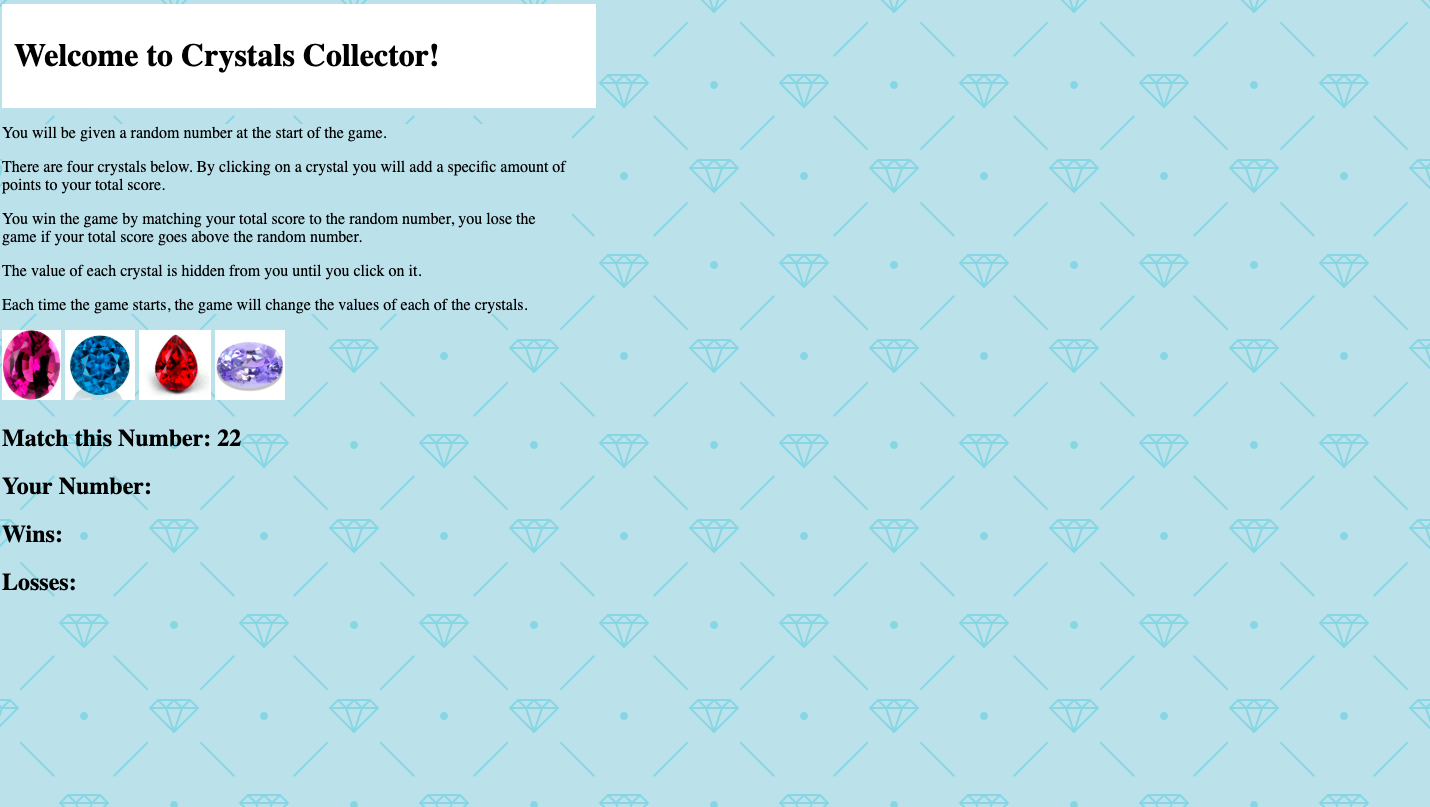 Welcome to Crystals Collector!
You will be given a random number at the start of the game.
There are four crystals below. By clicking on a crystal you will add a specific amount of
points to your total score.
You win the game by matching your total score to the random number, you lose the
game if your total score goes above the random number.
The value of each crystal is hidden from you until you click on it.
Each time the game starts, the game will change the values of each of the crystals.
Match this Number: 22
Your Number:
Wins:
Losses: